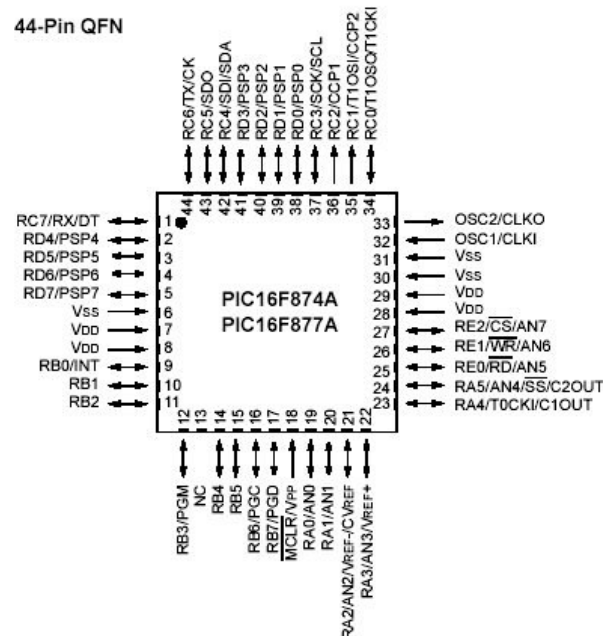 44-Pin QFN
RC6/TX/CK
RC5/SDO
RC4/SDI/SDA
RD3/PSP3
RD2/PSP2
RD1/PSP1
RD0/PSP0
RC3/SCK/SCL
RC2/CCP1
RC1/T1OSI/CCP2
RC0/T1OSO/T1CKI
44
43
42
41
40
39
38
37
36
35
34
RC7/RX/DT 1
RD4/PSP4 2
RD5/PSP5 3
RD6/PSP6 4
RD7/PSP7 5
VSS 6
VDD 7
VDD 8
RB0/INT 9
RB1 10
RB2 11
PIC16F874A
PIC16F877A
33 OSC2/CLKO
32 OSC1/CLKI
31 VSS
30 VSS
29 VDD
28 VDD
27 RE2/CS/AN7
26 RE1/WR/AN6
25 RE0/RD/AN5
24 RA5/AN4/SS/C2OUT
23 RA4/T0CKI/C1OUT
12
13
14
15
16
17
18
19
20
21
22
RB3/PGM
NC
RB4
RB5
RB6/PGC
RB7/PGD
MCLR/VPP
RA0/AN0
RA1/AN1
RA2/AN2/VREF-/CVREF
RA3/AN3/VREF+